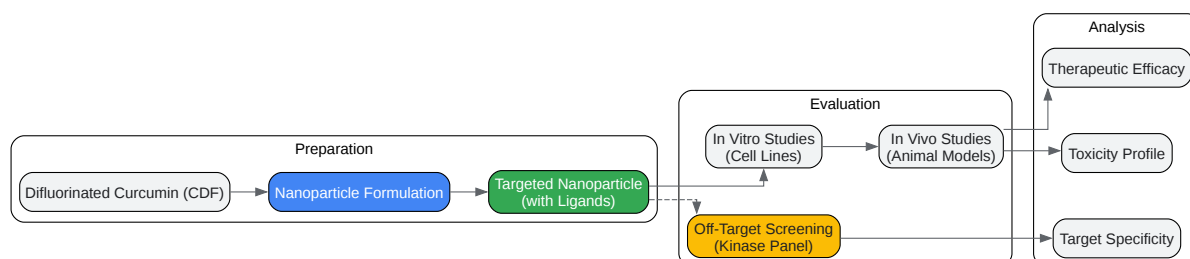 Preparation
Difluorinated Curcumin (CDF)
Nanoparticle Formulation
Targeted Nanoparticle
(with Ligands)
Evaluation
In Vitro Studies
(Cell Lines)
In Vivo Studies
(Animal Models)
Off-Target Screening
(Kinase Panel)
Analysis
Therapeutic Efficacy
Toxicity Profile
Target Specificity